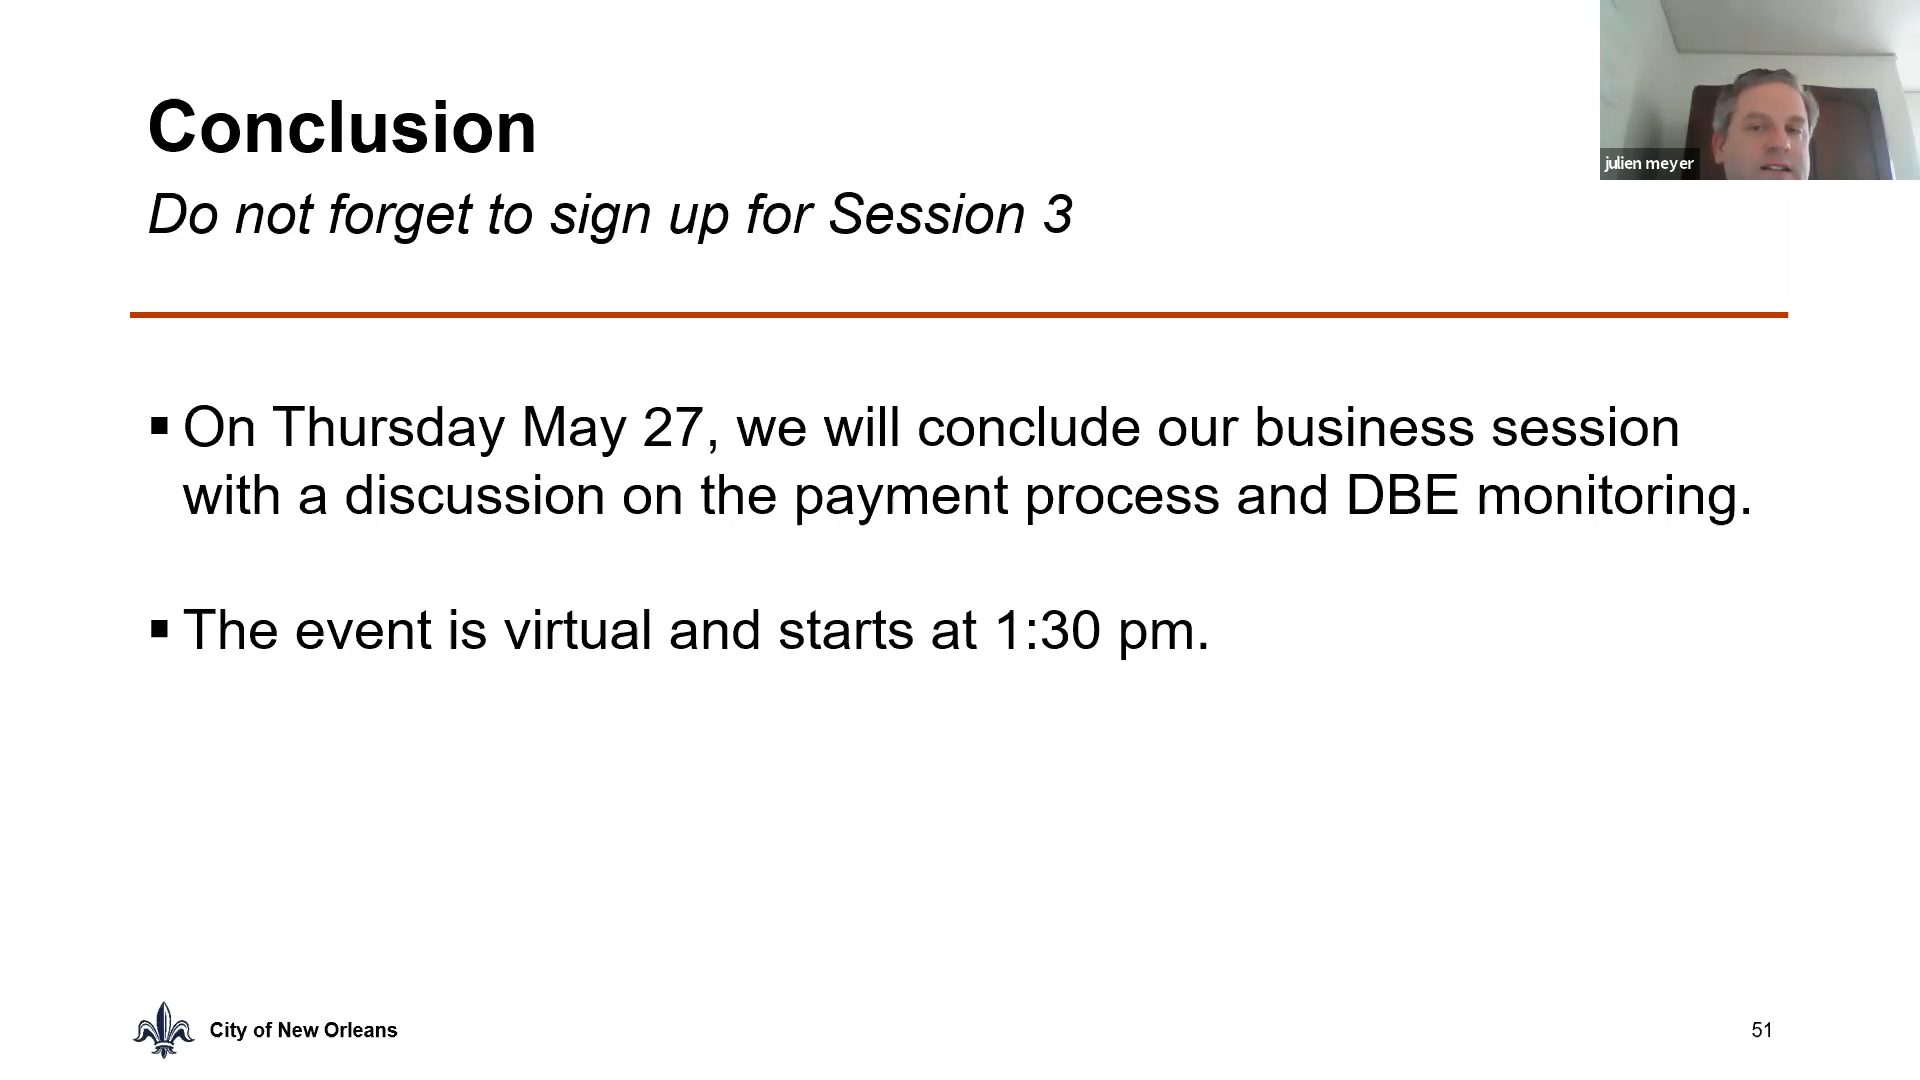 Conclusion
Do not forget to sign up for Session 3
julien meyer
▪ On Thursday May 27, we will conclude our business session
with a discussion on the payment process and DBE monitoring.
▪ The event is virtual and starts at 1:30 pm.
City of New Orleans
51